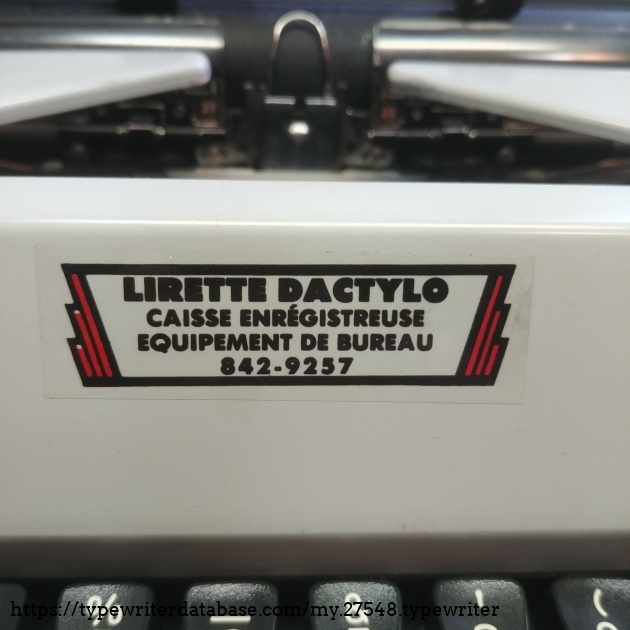 LIRETTE DACTYLO
CAISSE ENRÉGISTREUSE
EQUIPEMENT DE BUREAU
842-9257
https://typewriterdatabase.com/my.27548.typewriter